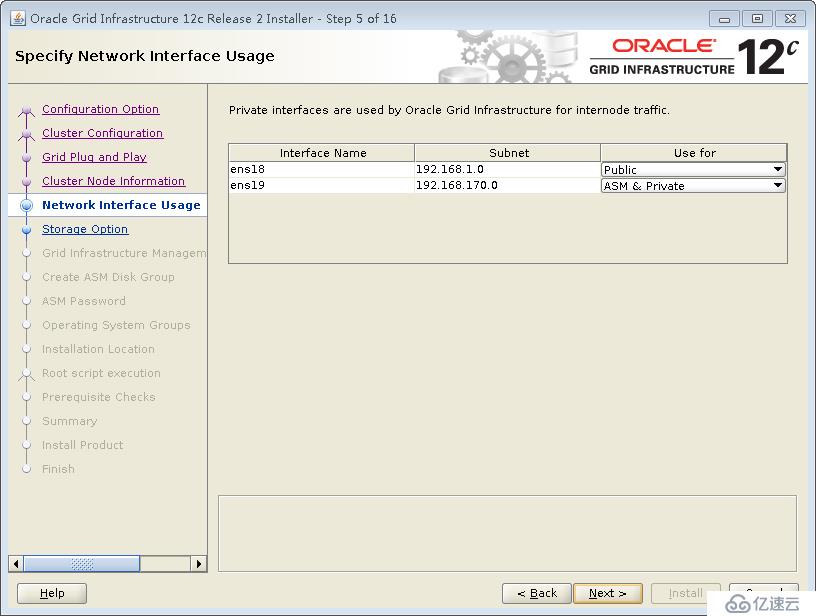 Oracle Grid Infrastructure 12c Release 2 Installer - Step 5 of 16
Specify Network Interface Usage
ORACLE
GRID INFRASTRUCTURE
12c
Configuration Option
Cluster Configuration
Grid Plug and Play
Cluster Node Information
Network Interface Usage
Storage Option
Grid Infrastructure Managem
Create ASM Disk Group
ASM Password
Operating System Groups
Installation Location
Root script execution
Prerequisite Checks
Summary
Install Product
Finish
Private interfaces are used by Oracle Grid Infrastructure for internode traffic.
Interface Name Subnet Use for
ens18 192.168.1.0 Public
ens19 192.168.170.0 ASM & Private
Help
< Back
Next >
Install
亿速云